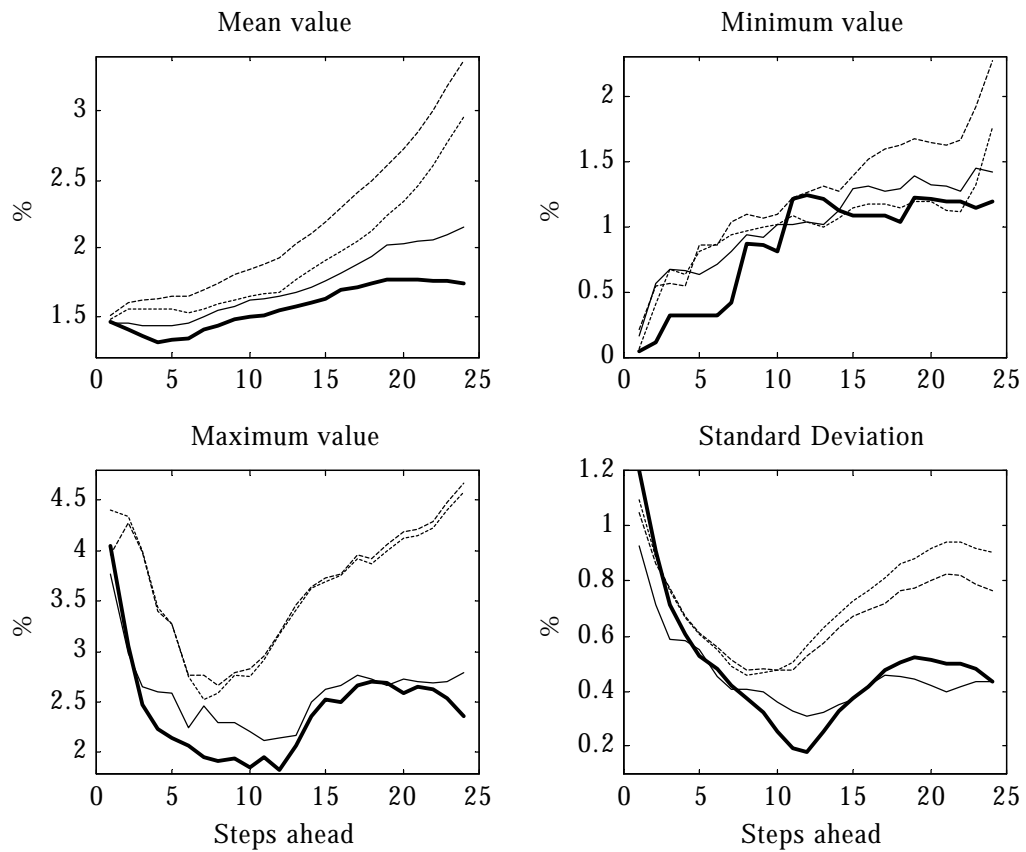 Mean value
3
2.5
2
1.5
%
0 5 10 15 20 25
Minimum value
2
1.5
1
0.5
0
%
0 5 10 15 20 25
Maximum value
4.5
4
3.5
3
2.5
2
%
0 5 10 15 20 25
Steps ahead
Standard Deviation
1.2
1
0.8
0.6
0.4
0.2
%
0 5 10 15 20 25
Steps ahead